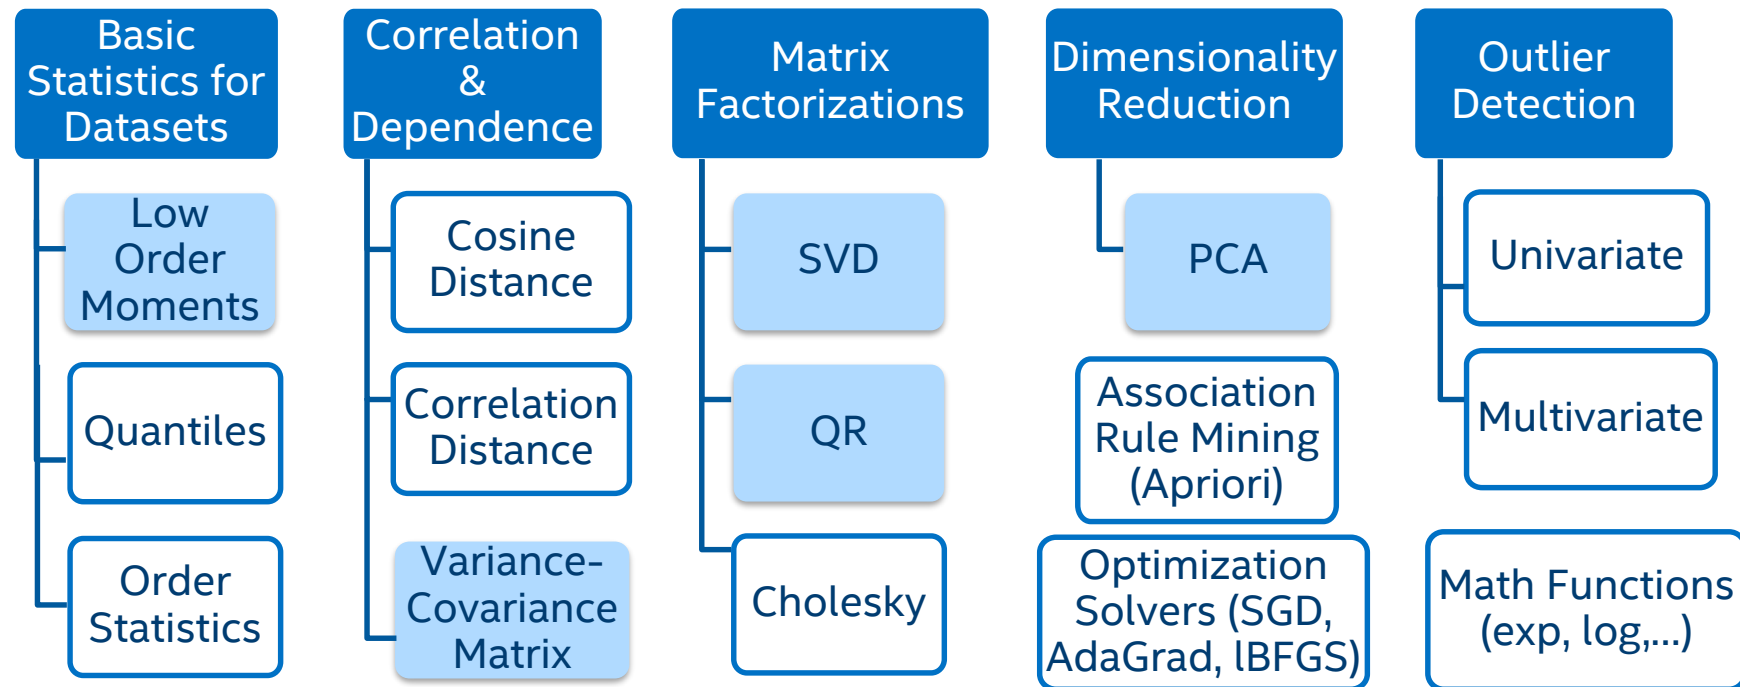 Basic
Statistics for
Datasets
Low
Order
Moments
Quantiles
Order
Statistics
Correlation
&
Dependence
Cosine
Distance
Correlation
Distance
Variance-
Covariance
Matrix
Matrix
Factorizations
SVD
QR
Cholesky
Dimensionality
Reduction
PCA
Association
Rule Mining
(Apriori)
Optimization
Solvers (SGD,
AdaGrad, lBFGS)
Outlier
Detection
Univariate
Multivariate
Math Functions
(exp, log,...)